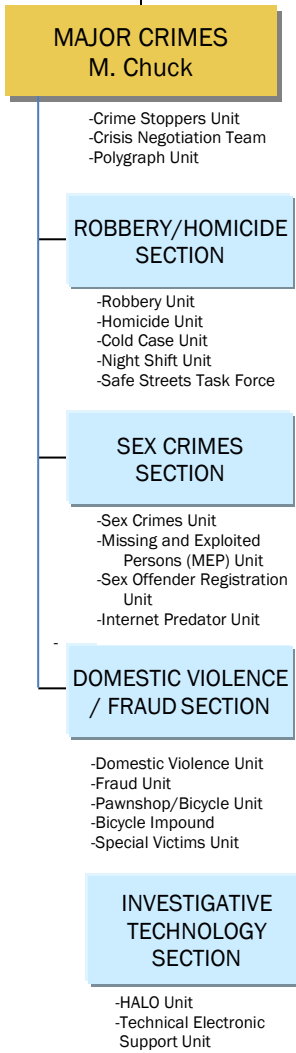 MAJOR CRIMES
M. Chuck
-Crime Stoppers Unit
-Crisis Negotiation Team
-Polygraph Unit
ROBBERY/HOMICIDE
SECTION
-Robbery Unit
-Homicide Unit
-Cold Case Unit
-Night Shift Unit
-Safe Streets Task Force
SEX CRIMES
SECTION
-Sex Crimes Unit
-Missing and Exploited
Persons (MEP) Unit
-Sex Offender Registration
Unit
-Internet Predator Unit
-
DOMESTIC VIOLENCE
/ FRAUD SECTION
-Domestic Violence Unit
-Fraud Unit
-Pawnshop/Bicycle Unit
-Bicycle Impound
-Special Victims Unit
INVESTIGATIVE
TECHNOLOGY
SECTION
-HALO Unit
-Technical Electronic
Support Unit